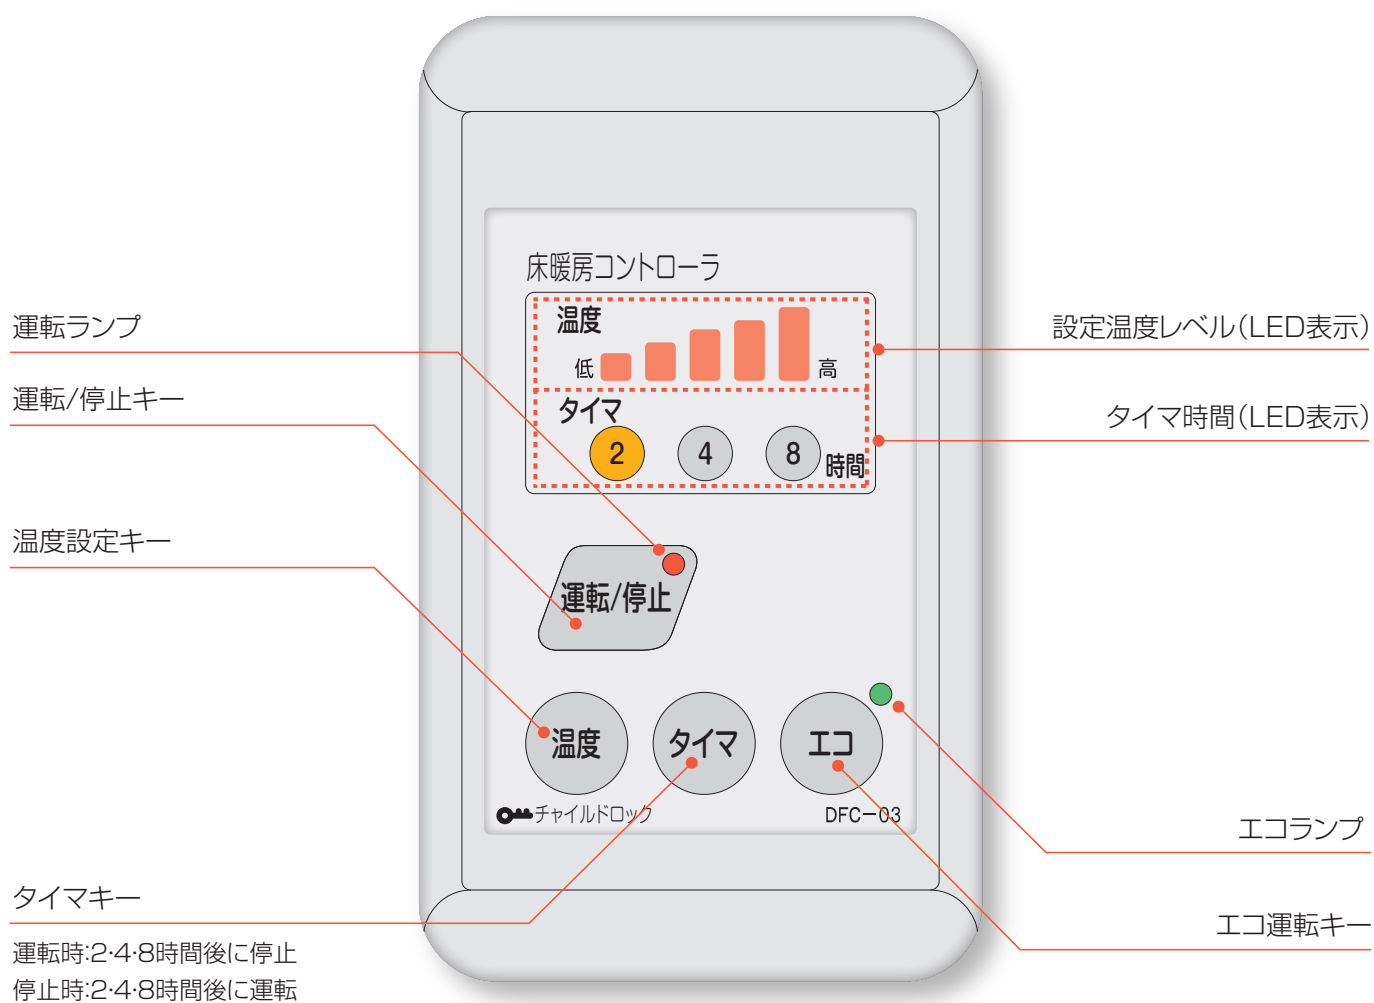 床暖房コントローラ
温度
低
高
タイマ
2 4 8 時間
運転/停止
温度 タイマ エコ
チャイルドロック DFC-03
運転ランプ
運転/停止キー
温度設定キー
タイマキー
運転時:2・4・8時間後に停止
停止時:2・4・8時間後に運転
設定温度レベル(LED表示)
タイマ時間(LED表示)
エコランプ
エコ運転キー